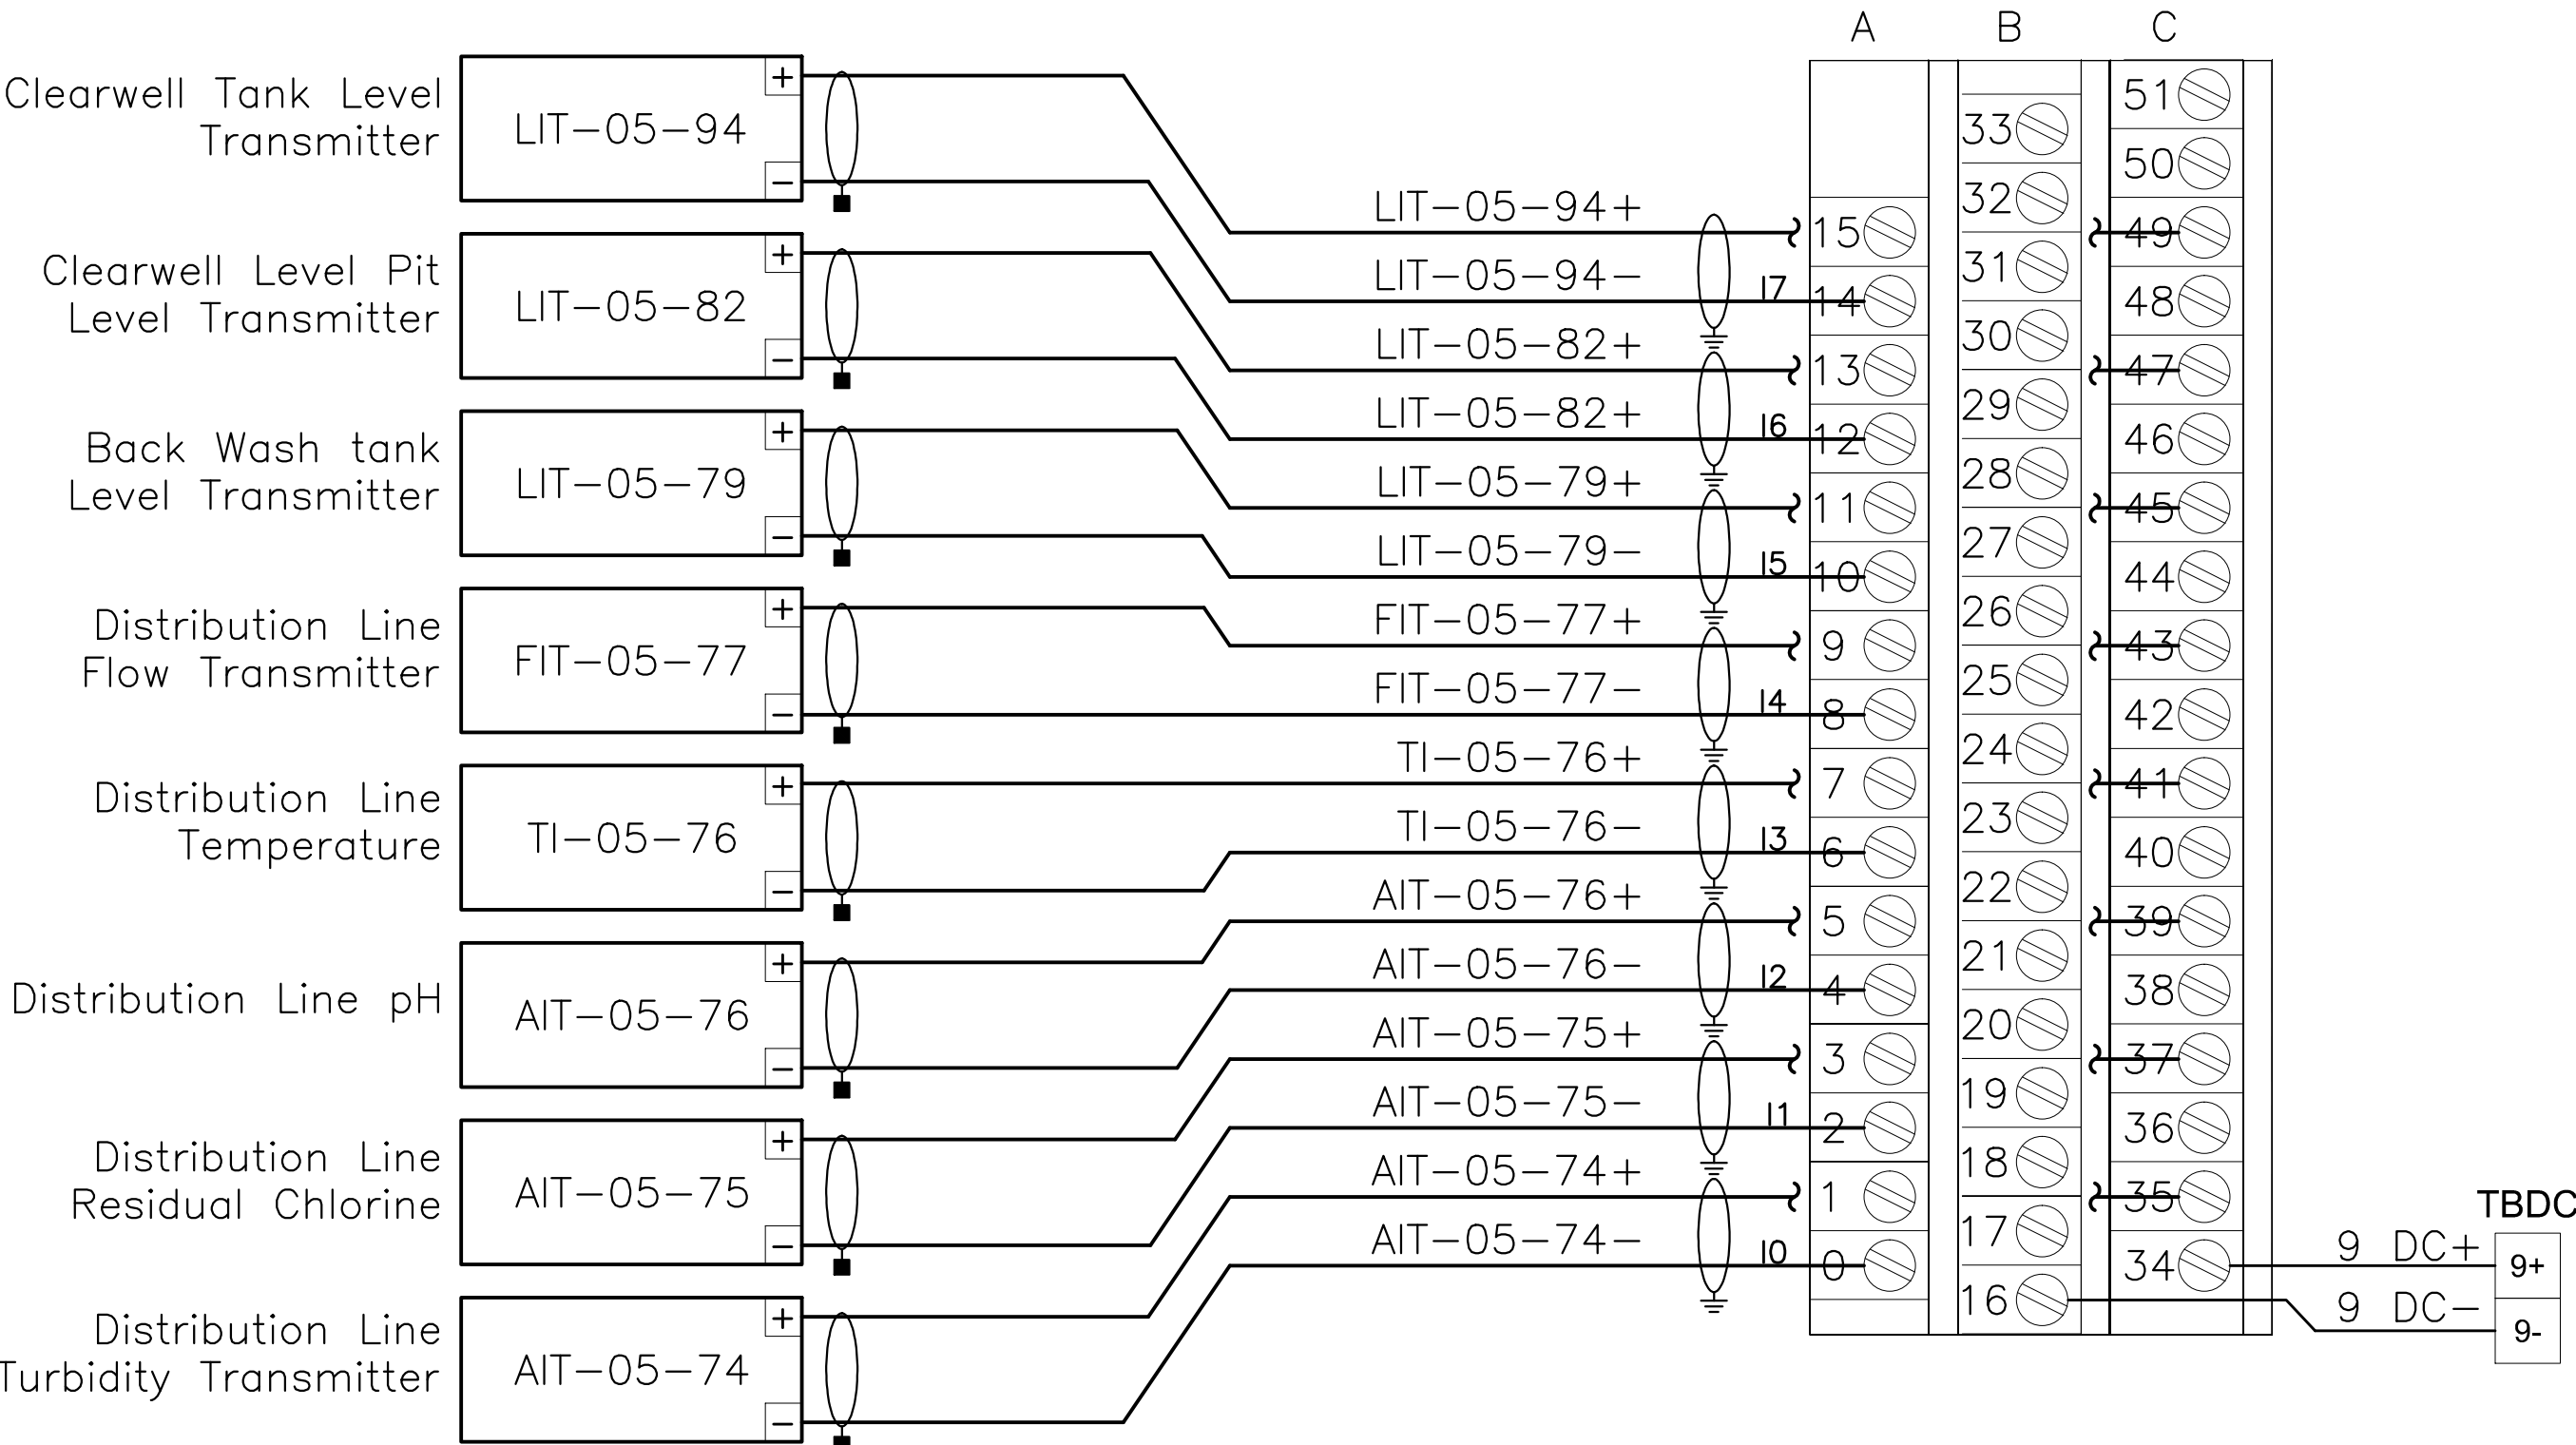 A B C
Clearwell Tank Level
Transmitter
LIT-05-94
+
-
Clearwell Level Pit
Level Transmitter
LIT-05-82
+
-
Back Wash tank
Level Transmitter
LIT-05-79
+
-
Distribution Line
Flow Transmitter
FIT-05-77
+
-
Distribution Line
Temperature
TI-05-76
+
-
Distribution Line pH
AIT-05-76
+
-
Distribution Line
Residual Chlorine
AIT-05-75
+
-
Distribution Line
Turbidity Transmitter
AIT-05-74
+
-
LIT-05-94+
LIT-05-94-
I7
LIT-05-82+
LIT-05-82+
I6
LIT-05-79+
LIT-05-79-
I5
FIT-05-77+
FIT-05-77-
I4
TI-05-76+
TI-05-76-
I3
AIT-05-76+
AIT-05-76-
I2
AIT-05-75+
AIT-05-75-
I1
AIT-05-74+
AIT-05-74-
I0
15
14
13
12
11
10
9
8
7
6
5
4
3
2
1
0
33
32
31
30
29
28
27
26
25
24
23
22
21
20
19
18
17
16
51
50
49
48
47
46
45
44
43
42
41
40
39
38
37
36
35
34
TBDC
9 DC+
9+
9 DC-
9-